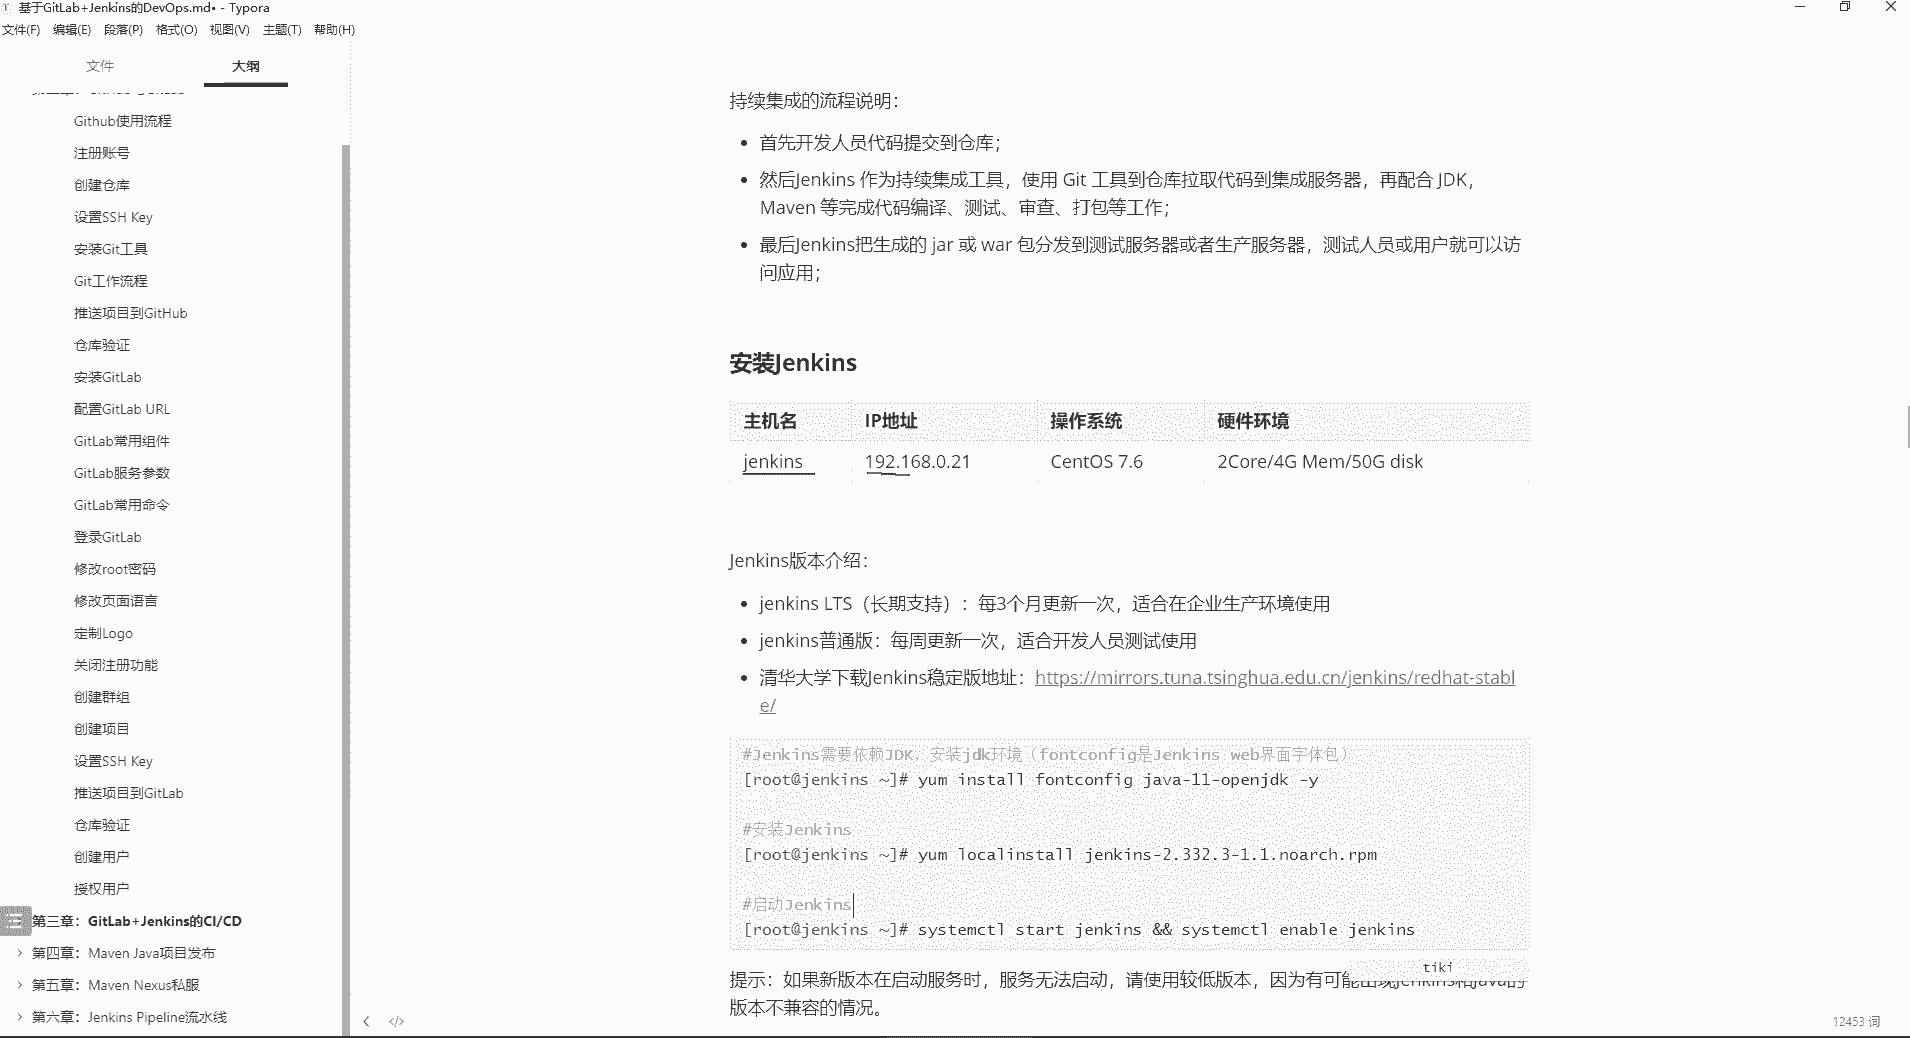 基于GitLab+Jenkins的DevOps.md• - Typora
文件(F) 编辑(E) 段落(P) 格式(O) 视图(V) 主题(T) 帮助(H)
文件 大纲
Github使用流程
注册账号
创建仓库
设置SSH Key
安装Git工具
Git工作流程
推送项目到GitHub
仓库验证
安装GitLab
配置GitLab URL
GitLab常用组件
GitLab服务参数
GitLab常用命令
登录GitLab
修改root密码
修改页面语言
定制Logo
关闭注册功能
创建群组
创建项目
设置SSH Key
推送项目到GitLab
仓库验证
创建用户
授权用户
第三章：GitLab+Jenkins的CI/CD
第四章：Maven Java项目发布
第五章：Maven Nexus私服
第六章：Jenkins Pipeline流水线
持续集成的流程说明：
首先开发人员代码提交到仓库；
然后Jenkins 作为持续集成工具，使用 Git 工具到仓库拉取代码到集成服务器，再配合 JDK，
Maven 等完成代码编译、测试、审查、打包等工作；
最后Jenkins把生成的 jar 或 war 包分发到测试服务器或者生产服务器，测试人员或用户就可以访
问应用；
安装Jenkins
主机名 IP地址 操作系统 硬件环境
jenkins 192.168.0.21 CentOS 7.6 2Core/4G Mem/50G disk
Jenkins版本介绍：
jenkins LTS（长期支持）：每3个月更新一次，适合在企业生产环境使用
jenkins普通版：每周更新一次，适合开发人员测试使用
清华大学下载Jenkins稳定版地址：https://mirrors.tuna.tsinghua.edu.cn/jenkins/redhat-stabl
e/
#Jenkins需要依赖JDK，安装jdk环境（fontconfig是Jenkins web界面字体包）
[root@jenkins ~]# yum install fontconfig java-11-openjdk -y
#安装Jenkins
[root@jenkins ~]# yum localinstall jenkins-2.332.3-1.1.noarch.rpm
#启动Jenkins
[root@jenkins ~]# systemctl start jenkins && systemctl enable jenkins
tiki
提示：如果新版本在启动服务时，服务无法启动，请使用较低版本，因为有可能出现jenkins和java的
版本不兼容的情况。
12453 词